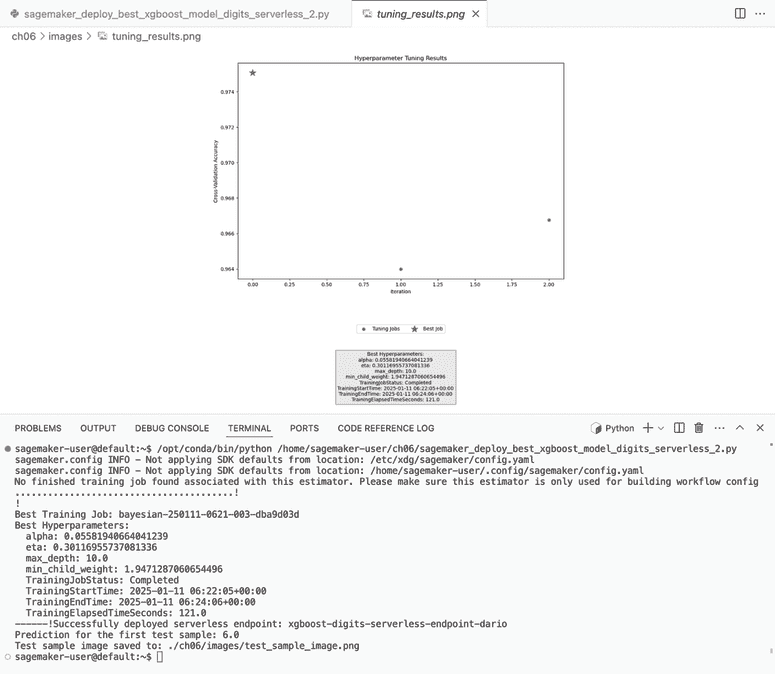 sagemaker_deploy_best_xgboost_model_digits_serverless_2.py
tuning_results.png
ch06 > images > tuning_results.png
Hyperparameter Tuning Results
Cross-Validation Accuracy
0.974
0.972
0.970
0.968
0.966
0.964
0.00 0.25 0.50 0.75 1.00 1.25 1.50 1.75 2.00
Iteration
Tuning Jobs Best Job
Best Hyperparameters:
alpha: 0.05581940664041239
eta: 0.30116955737081336
max_depth: 10.0
min_child_weight: 1.9471287060654496
TrainingJobStatus: Completed
TrainingStartTime: 2025-01-11 06:22:05+00:00
TrainingEndTime: 2025-01-11 06:24:06+00:00
TrainingElapsedTimeSeconds: 121.0
PROBLEMS OUTPUT DEBUG CONSOLE TERMINAL PORTS CODE REFERENCE LOG Python
sagemaker-user@default:~$ /opt/conda/bin/python /home/sagemaker-user/ch06/sagemaker_deploy_best_xgboost_model_digits_serverless_2.py
sagemaker.config INFO - Not applying SDK defaults from location: /etc/xdg/sagemaker/config.yaml
sagemaker.config INFO - Not applying SDK defaults from location: /home/sagemaker-user/.config/sagemaker/config.yaml
No finished training job found associated with this estimator. Please make sure this estimator is only used for building workflow config
........................................!
!
Best Training Job: bayesian-250111-0621-003-dba9d03d
Best Hyperparameters:
alpha: 0.05581940664041239
eta: 0.30116955737081336
max_depth: 10.0
min_child_weight: 1.9471287060654496
TrainingJobStatus: Completed
TrainingStartTime: 2025-01-11 06:22:05+00:00
TrainingEndTime: 2025-01-11 06:24:06+00:00
TrainingElapsedTimeSeconds: 121.0
------!Successfully deployed serverless endpoint: xgboost-digits-serverless-endpoint-dario
Prediction for the first test sample: 6.0
Test sample image saved to: ./ch06/images/test_sample_image.png
sagemaker-user@default:~$